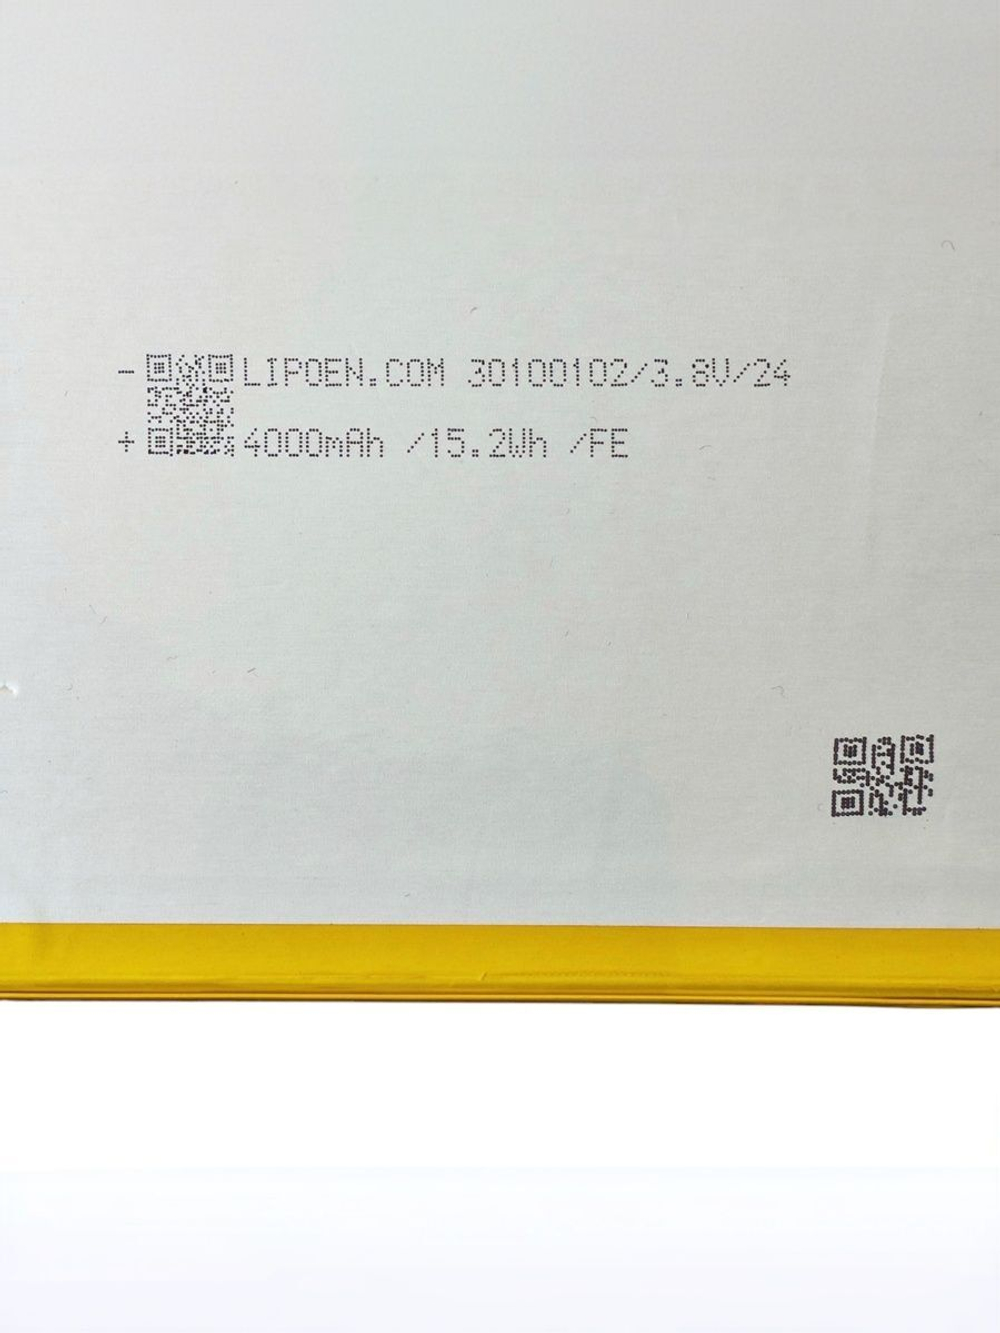 - LIPOEN.COM 30100102/3.8V/24
+ 4000mAh /15.2Wh /FE